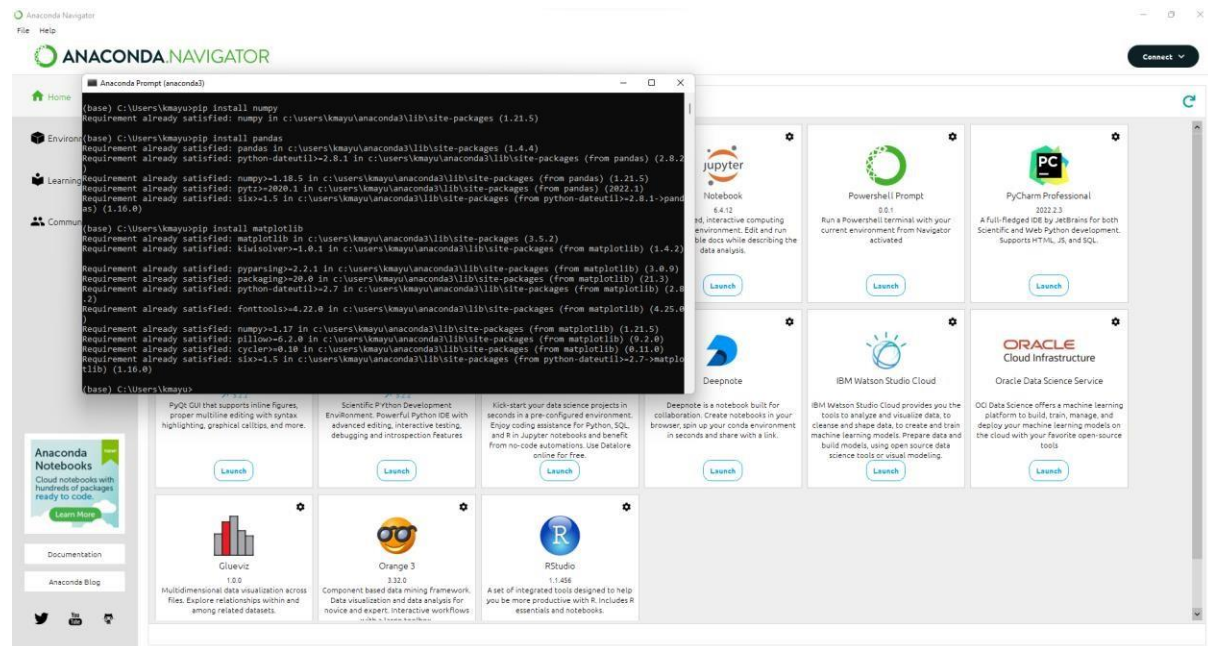 Anaconda Navigator
File Help
ANACONDA.NAVIGATOR
Connect
Home
Environ
Learning
Commun
Anaconda Prompt (anaconda3)
(base) C:\Users\kmayu>pip install numpy
Requirement already satisfied: numpy in c:\users\kmayu\anaconda3\lib\site-packages (1.21.5)
(base) C:\Users\kmayu>pip install pandas
Requirement already satisfied: pandas in c:\users\kmayu\anaconda3\lib\site-packages (1.4.4)
Requirement already satisfied: python-dateutil>=2.8.1 in c:\users\kmayu\anaconda3\lib\site-packages (from pandas) (2.8.2
)
Requirement already satisfied: numpy>=1.18.5 in c:\users\kmayu\anaconda3\lib\site-packages (from pandas) (1.21.5)
Requirement already satisfied: pytz>=2020.1 in c:\users\kmayu\anaconda3\lib\site-packages (from pandas) (2022.1)
Requirement already satisfied: six>=1.5 in c:\users\kmayu\anaconda3\lib\site-packages (from python-dateutil>=2.8.1->pand
as) (1.16.0)
(base) C:\Users\kmayu>pip install matplotlib
Requirement already satisfied: matplotlib in c:\users\kmayu\anaconda3\lib\site-packages (3.5.2)
Requirement already satisfied: kiwisolver>=1.0.1 in c:\users\kmayu\anaconda3\lib\site-packages (from matplotlib) (1.4.2)
Requirement already satisfied: pyparsing>=2.2.1 in c:\users\kmayu\anaconda3\lib\site-packages (from matplotlib) (3.0.9)
Requirement already satisfied: packaging>=20.0 in c:\users\kmayu\anaconda3\lib\site-packages (from matplotlib) (21.3)
Requirement already satisfied: python-dateutil>=2.7 in c:\users\kmayu\anaconda3\lib\site-packages (from matplotlib) (2.8
.2)
Requirement already satisfied: fonttools>=4.22.0 in c:\users\kmayu\anaconda3\lib\site-packages (from matplotlib) (4.25.0
)
Requirement already satisfied: numpy>=1.17 in c:\users\kmayu\anaconda3\lib\site-packages (from matplotlib) (1.21.5)
Requirement already satisfied: pillow>=6.2.0 in c:\users\kmayu\anaconda3\lib\site-packages (from matplotlib) (9.2.0)
Requirement already satisfied: cycler>=0.10 in c:\users\kmayu\anaconda3\lib\site-packages (from matplotlib) (0.11.0)
Requirement already satisfied: six>=1.5 in c:\users\kmayu\anaconda3\lib\site-packages (from python-dateutil>=2.7->matplo
tlib) (1.16.0)
(base) C:\Users\kmayu>
jupyter
Notebook
6.4.12
ed, interactive computing
environment. Edit and run
ble docs while describing the
data analysis.
Launch
Powershell Prompt
0.0.1
Run a Powershell terminal with your
current environment from Navigator
activated
Launch
PC
PyCharm Professional
2022.2.3
A full-fledged IDE by JetBrains for both
Scientific and Web Python development.
Supports HTML, JS, and SQL.
Launch
PyQt GUI that supports inline figures,
proper multiline editing with syntax
highlighting, graphical calltips, and more.
Launch
Scientific PYthon Development
EnviRonment. Powerful Python IDE with
advanced editing, interactive testing,
debugging and introspection features
Launch
Kick-start your data science projects in
seconds in a pre-configured environment.
Enjoy coding assistance for Python, SQL,
and R in Jupyter notebooks and benefit
from no-code automations. Use Datalore
online for free.
Launch
Deepnote
Deepnote is a notebook built for
collaboration. Create notebooks in your
browser, spin up your conda environment
in seconds and share with a link.
Launch
IBM Watson Studio Cloud
IBM Watson Studio Cloud provides you the
tools to analyze and visualize data, to
cleanse and shape data, to create and train
machine learning models. Prepare data and
build models, using open source data
science tools or visual modeling.
Launch
ORACLE
Cloud Infrastructure
Oracle Data Science Service
OCI Data Science offers a machine learning
platform to build, train, manage, and
deploy your machine learning models on
the cloud with your favorite open-source
tools
Launch
Anaconda
Notebooks
Cloud notebooks with
hundreds of packages
ready to code.
Learn More
Documentation
Anaconda Blog
You
Tube
Glueviz
1.0.0
Multidimensional data visualization across
files. Explore relationships within and
among related datasets.
Orange 3
3.32.0
Component based data mining framework.
Data visualization and data analysis for
novice and expert. Interactive workflows
R
RStudio
1.1.456
A set of integrated tools designed to help
you be more productive with R. Includes R
essentials and notebooks.